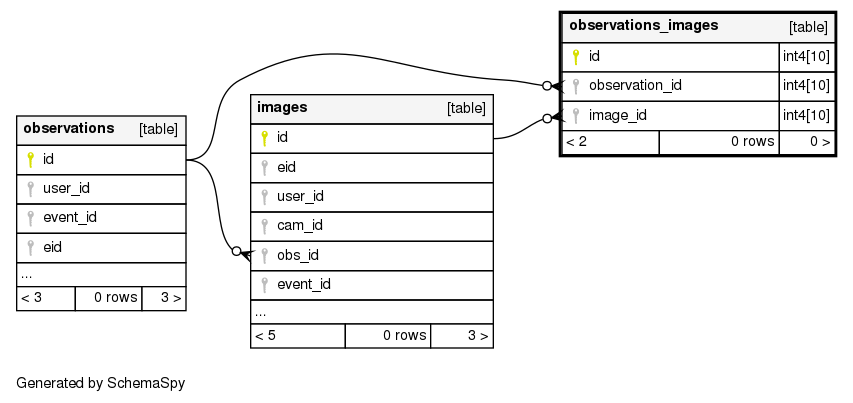 observations_images [table]
id int4[10]
observation_id int4[10]
image_id int4[10]
< 2 0 rows 0 >
images [table]
id
eid
user_id
cam_id
obs_id
event_id
...
< 5 0 rows 3 >
observations [table]
id
user_id
event_id
eid
...
< 3 0 rows 3 >
Generated by SchemaSpy